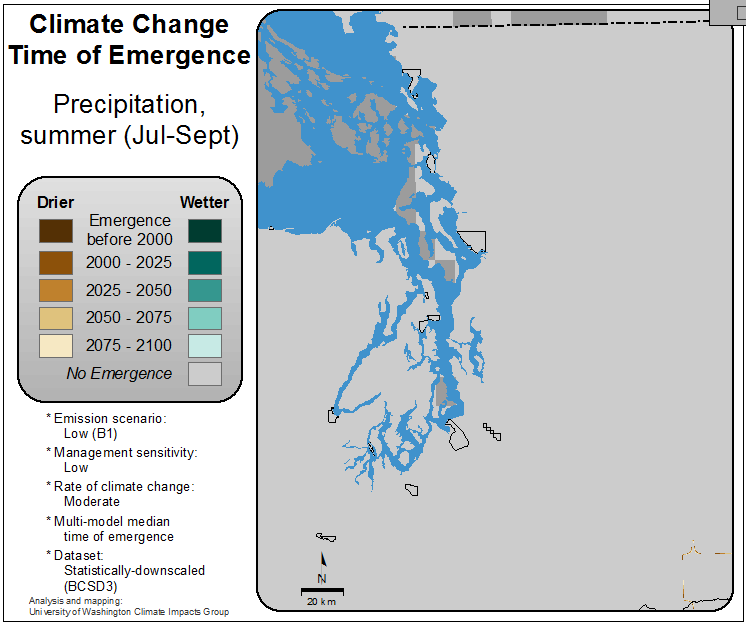 Climate Change
Time of Emergence
Precipitation,
summer (Jul-Sept)
Drier Wetter
Emergence
before 2000
2000 - 2025
2025 - 2050
2050 - 2075
2075 - 2100
No Emergence
* Emission scenario:
Low (B1)
* Management sensitivity:
Low
* Rate of climate change:
Moderate
* Multi-model median
time of emergence
* Dataset:
Statistically-downscaled
(BCSD3)
Analysis and mapping:
University of Washington Climate Impacts Group
N
20 km